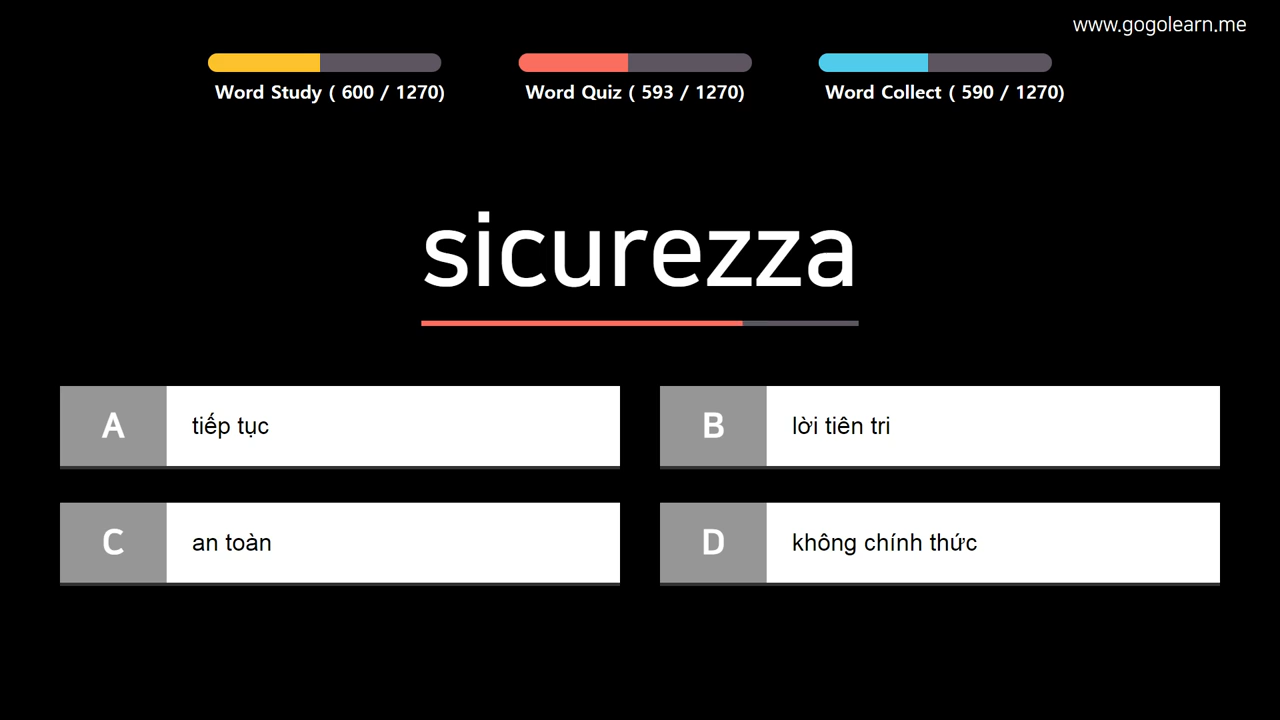 www.gogolearn.me
Word Study ( 600 / 1270)
Word Quiz ( 593 / 1270)
Word Collect ( 590 / 1270)
sicurezza
A
tiếp tục
B
lời tiên tri
C
an toàn
D
không chính thức